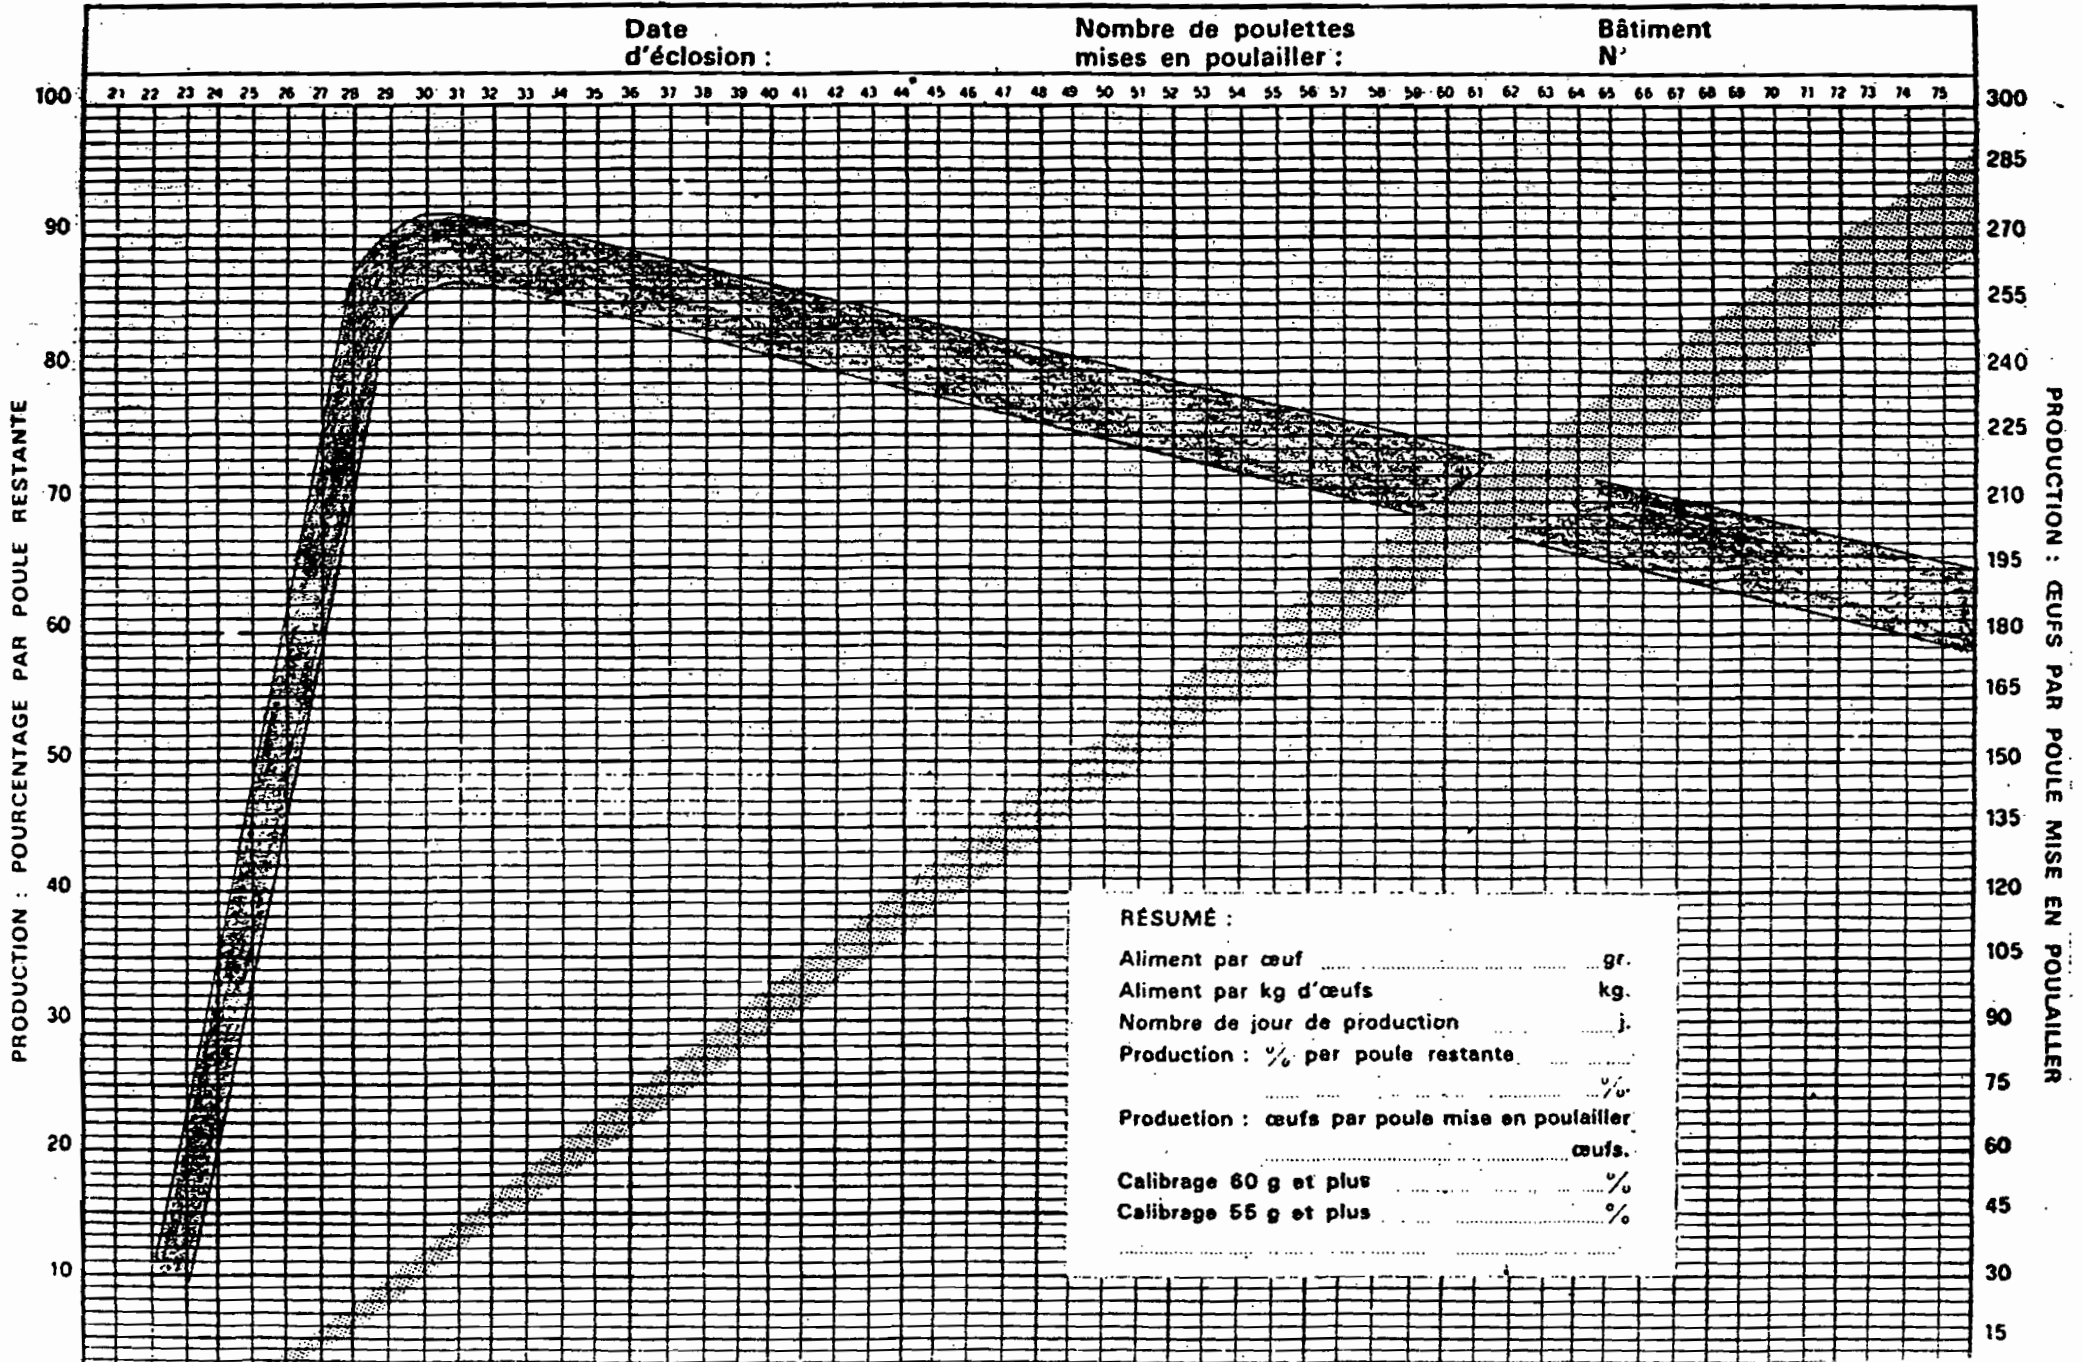 Date
d'éclosion :
Nombre de poulettes
mises en poulailler :
Bâtiment
N°
21 22 23 24 25 26 27 28 29 30 31 32 33 34 35 36 37 38 39 40 41 42 43 44 45 46 47 48 49 50 51 52 53 54 55 56 57 58 59 60 61 62 63 64 65 66 67 68 69 70 71 72 73 74 75
PRODUCTION : POURCENTAGE PAR POULE RESTANTE
100
90
80
70
60
50
40
30
20
10
300
285
270
255
240
225
210
195
180
165
150
135
120
105
90
75
60
45
30
15
PRODUCTION : ŒUFS PAR POULE MISE EN POULAILLER
RÉSUMÉ :
Aliment par œuf gr.
Aliment par kg d'œufs kg.
Nombre de jour de production j.
Production : % par poule restante
%.
Production : œufs par poule mise en poulailler
œufs.
Calibrage 60 g et plus %
Calibrage 55 g et plus %